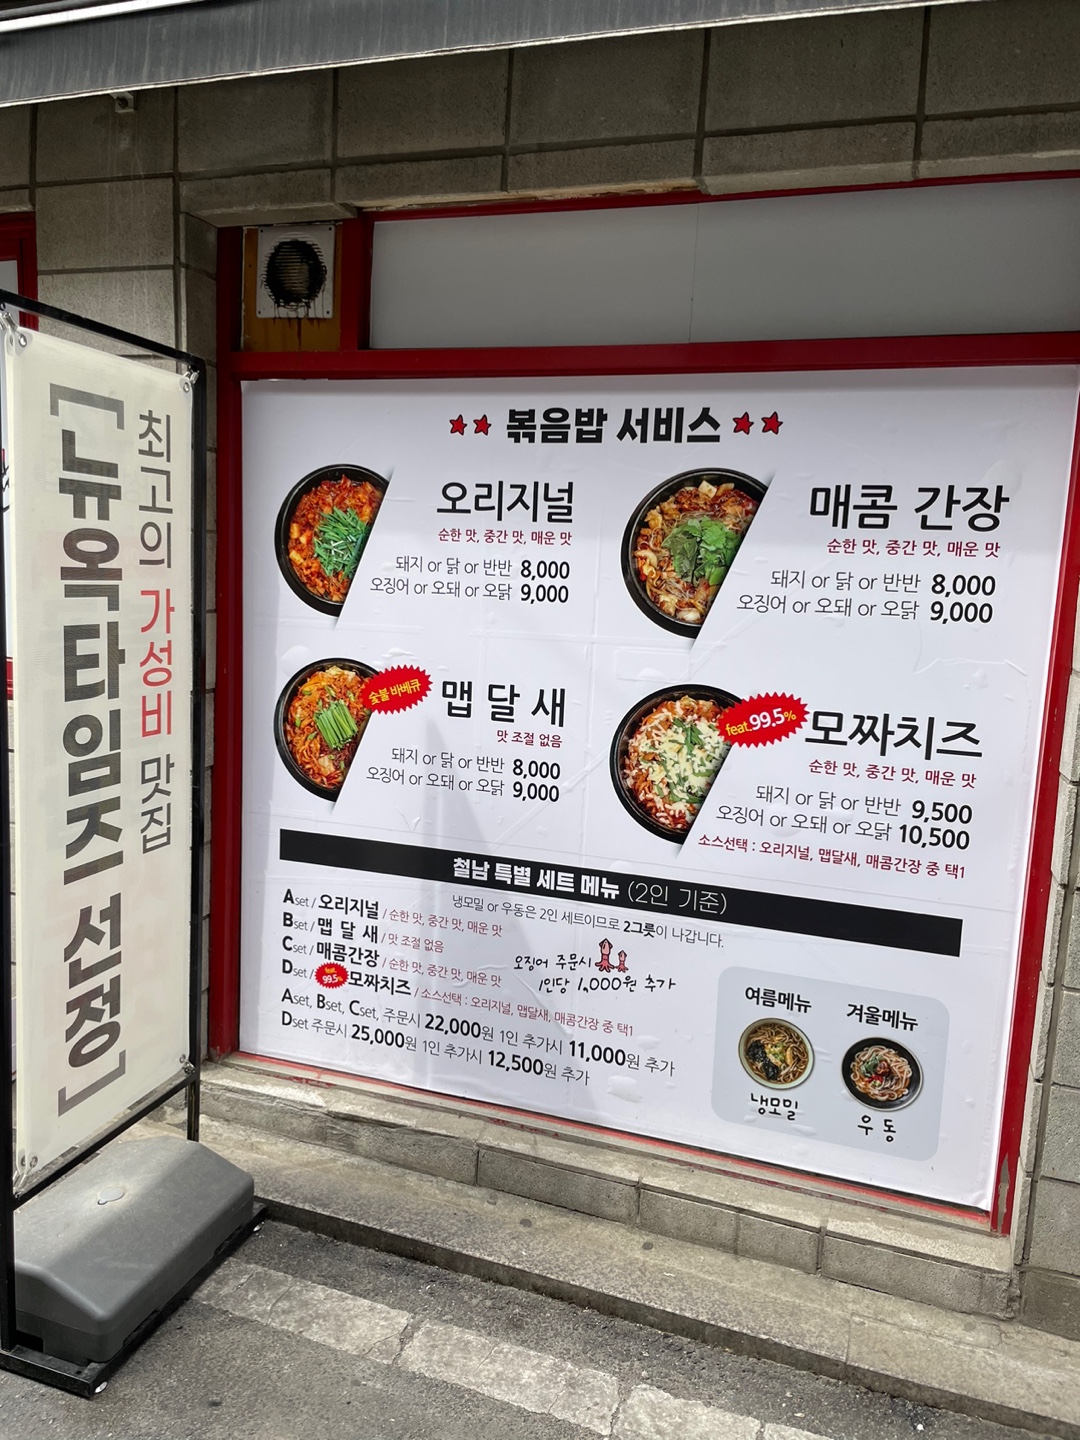 최고의 가성비 맛집
[뉴욕타임즈 선정]
볶음밥 서비스
오리지널
순한 맛, 중간 맛, 매운 맛
돼지 or 닭 or 반반 8,000
오징어 or 오돼 or 오닭 9,000
매콤 간장
순한 맛, 중간 맛, 매운 맛
돼지 or 닭 or 반반 8,000
오징어 or 오돼 or 오닭 9,000
숯불 바베큐
맵 달 새
맛 조절 없음
돼지 or 닭 or 반반 8,000
오징어 or 오돼 or 오닭 9,000
feat.99.5%
모짜치즈
순한 맛, 중간 맛, 매운 맛
돼지 or 닭 or 반반 9,500
오징어 or 오돼 or 오닭 10,500
소스선택 : 오리지널, 맵달새, 매콤간장 중 택1
철남 특별 세트 메뉴 (2인 기준)
냉모밀 or 우동은 2인 세트이므로 2그릇이 나갑니다.
Aset / 오리지널 / 순한 맛, 중간 맛, 매운 맛
Bset / 맵 달 새 / 맛 조절 없음
Cset / 매콤간장 / 순한 맛, 중간 맛, 매운 맛
Dset / feat. 99.5% 모짜치즈 / 소스선택 : 오리지널, 맵달새, 매콤간장 중 택1
오징어 주문시
1인당 1,000원 추가
Aset, Bset, Cset, 주문시 22,000원 1인 추가시 11,000원 추가
Dset 주문시 25,000원 1인 추가시 12,500원 추가
여름메뉴
냉모밀
겨울메뉴
우동